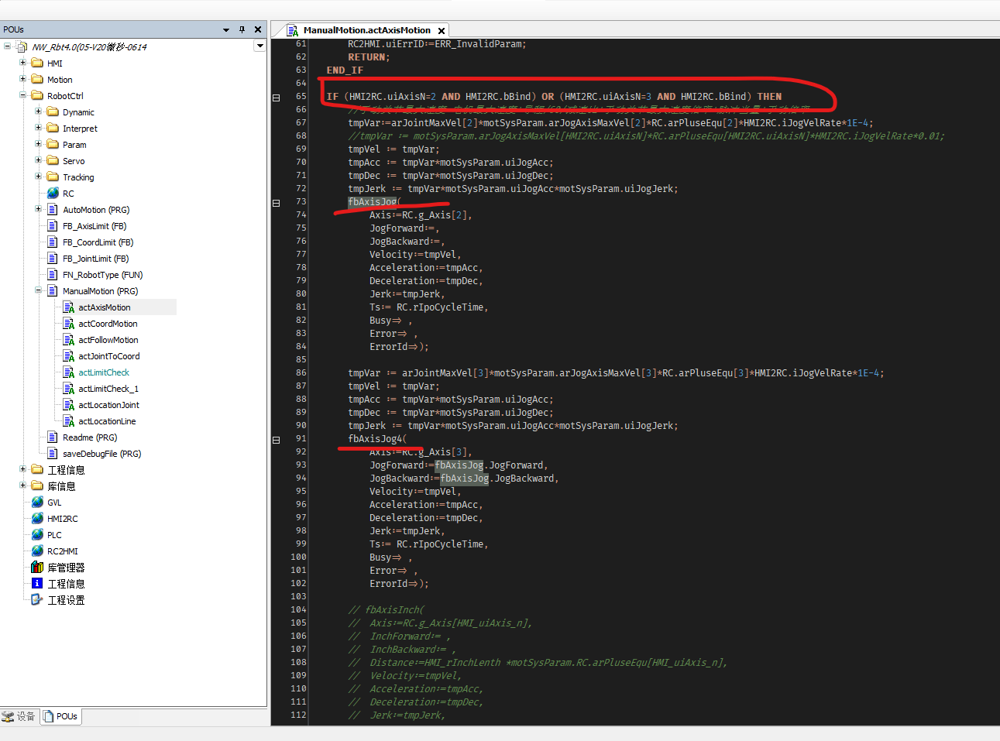 POUs
NW_Rbt4.0(05-V20微秒-0614
HMI
Motion
RobotCtrl
Dynamic
Interpret
Param
Servo
Tracking
RC
AutoMotion (PRG)
FB_AxisLimit (FB)
FB_CoordLimit (FB)
FB_JointLimit (FB)
FN_RobotType (FUN)
ManualMotion (PRG)
actAxisMotion
actCoordMotion
actFollowMotion
actJointToCoord
actLimitCheck
actLimitCheck_1
actLocationJoint
actLocationLine
Readme (PRG)
saveDebugFile (PRG)
工程信息
库信息
GVL
HMI2RC
PLC
RC2HMI
库管理器
工程信息
工程设置
设备
POUs
ManualMotion.actAxisMotion
61 RC2HMI.uiErrID:=ERR_InvalidParam;
62 RETURN;
63 END_IF
64
65 IF (HMI2RC.uiAxisN=2 AND HMI2RC.bBind) OR (HMI2RC.uiAxisN=3 AND HMI2RC.bBind) THEN
66
67 tmpVar:=arJointMaxVel[2]*motSysParam.arJogAxisMaxVel[2]*RC.arPluseEqu[2]*HMI2RC.iJogVelRate*1E-4;
68 //tmpVar := motSysParam.arJogAxisMaxVel[HMI2RC.uiAxisN]*RC.arPluseEqu[HMI2RC.uiAxisN]*HMI2RC.iJogVelRate*0.01;
69 tmpVel := tmpVar;
70 tmpAcc := tmpVar*motSysParam.uiJogAcc;
71 tmpDec := tmpVar*motSysParam.uiJogDec;
72 tmpJerk := tmpVar*motSysParam.uiJogAcc*motSysParam.uiJogJerk;
73 fbAxisJog(
74 Axis:=RC.g_Axis[2],
75 JogForward:=,
76 JogBackward:=,
77 Velocity:=tmpVel,
78 Acceleration:=tmpAcc,
79 Deceleration:=tmpDec,
80 Jerk:=tmpJerk,
81 Ts:= RC.rIpoCycleTime,
82 Busy=> ,
83 Error=> ,
84 ErrorId=>);
85
86 tmpVar := arJointMaxVel[3]*motSysParam.arJogAxisMaxVel[3]*RC.arPluseEqu[3]*HMI2RC.iJogVelRate*1E-4;
87 tmpVel := tmpVar;
88 tmpAcc := tmpVar*motSysParam.uiJogAcc;
89 tmpDec := tmpVar*motSysParam.uiJogDec;
90 tmpJerk := tmpVar*motSysParam.uiJogAcc*motSysParam.uiJogJerk;
91 fbAxisJog4(
92 Axis:=RC.g_Axis[3],
93 JogForward:=fbAxisJog.JogForward,
94 JogBackward:=fbAxisJog.JogBackward,
95 Velocity:=tmpVel,
96 Acceleration:=tmpAcc,
97 Deceleration:=tmpDec,
98 Jerk:=tmpJerk,
99 Ts:= RC.rIpoCycleTime,
100 Busy=> ,
101 Error=> ,
102 ErrorId=>);
103
104 // fbAxisInch(
105 // Axis:=RC.g_Axis[HMI_uiAxis_n],
106 // InchForward:= ,
107 // InchBackward:= ,
108 // Distance:=HMI_rInchLenth *motSysParam.RC.arPluseEqu[HMI_uiAxis_n],
109 // Velocity:=tmpVel,
110 // Acceleration:=tmpAcc,
111 // Deceleration:=tmpDec,
112 // Jerk:=tmpJerk,